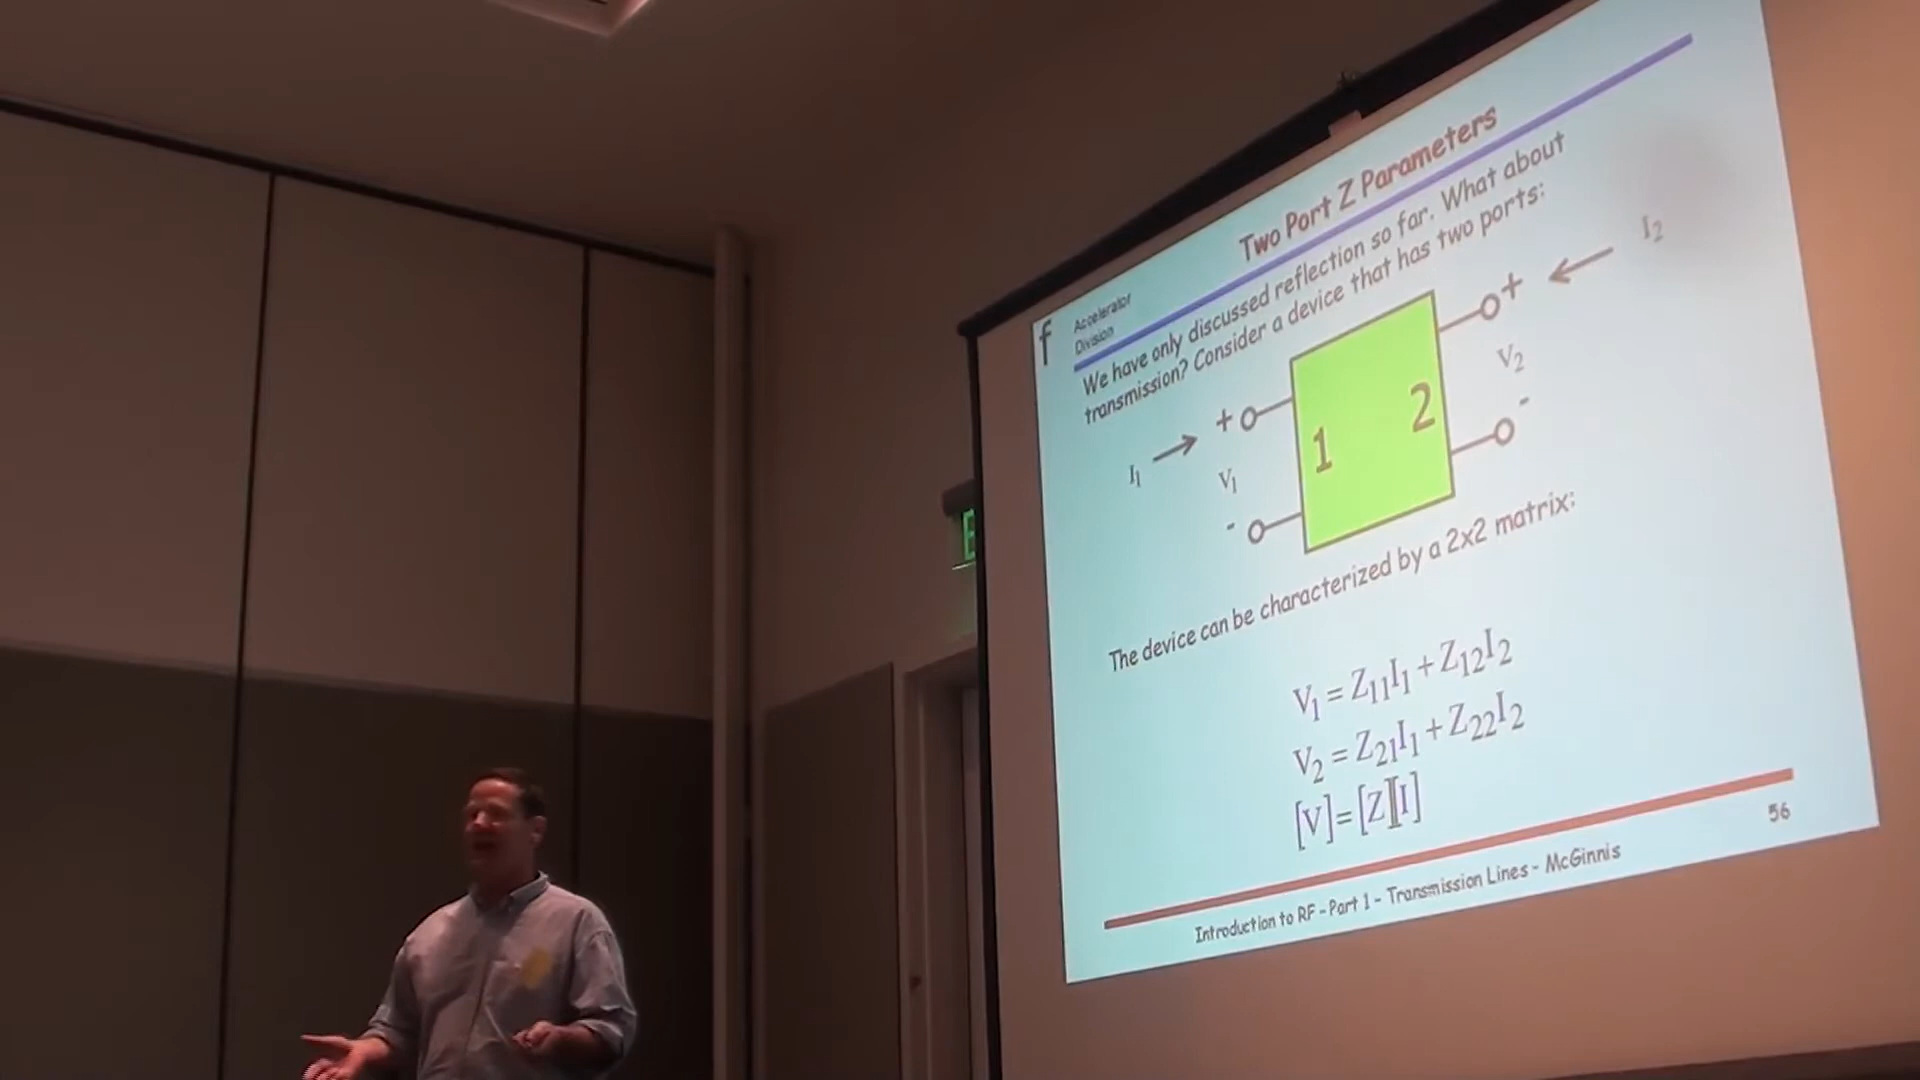 f
Accelerator
Division
Two Port Z Parameters
We have only discussed reflection so far. What about
transmission? Consider a device that has two ports:
I₁
+
V₁
-
1
2
+
V₂
-
I₂
The device can be characterized by a 2x2 matrix:
V₁ = Z₁₁I₁ + Z₁₂I₂
V₂ = Z₂₁I₁ + Z₂₂I₂
[V]=[Z][I]
56
Introduction to RF - Part 1 - Transmission Lines - McGinnis